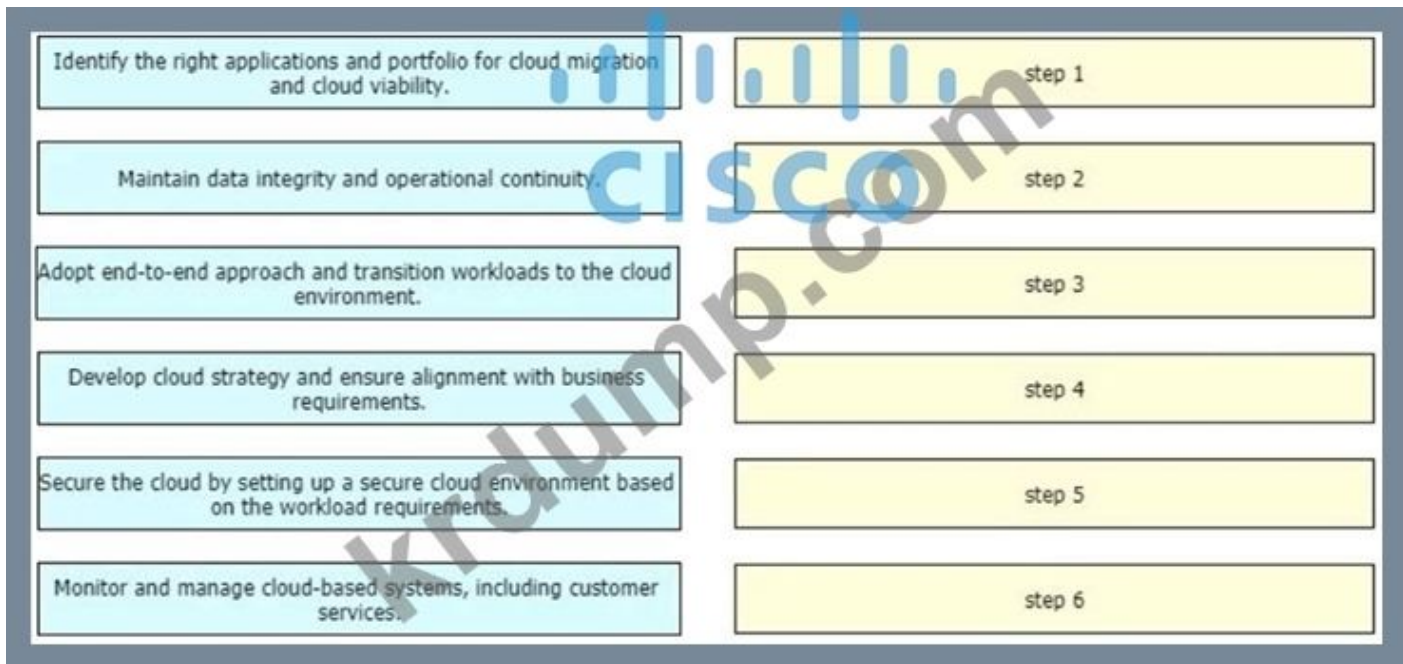 Identify the right applications and portfolio for cloud migration
and cloud viability.
step 1
Maintain data integrity and operational continuity.
step 2
Adopt end-to-end approach and transition workloads to the cloud
environment.
step 3
Develop cloud strategy and ensure alignment with business
requirements.
step 4
Secure the cloud by setting up a secure cloud environment based
on the workload requirements.
step 5
Monitor and manage cloud-based systems, including customer
services.
step 6
CISCO
krdump.com